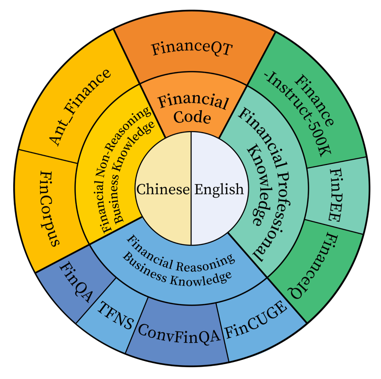 FinanceQT
Financial
Code
Finance
-Instruct-500K
FinPEE
FinanceIQ
Financial Professional
Knowledge
FinCUGE
ConvFinQA
TFNS
FinQA
Financial Reasoning
Business Knowledge
FinCorpus
Ant_Finance
Financial Non-Reasoning
Business Knowledge
Chinese
English